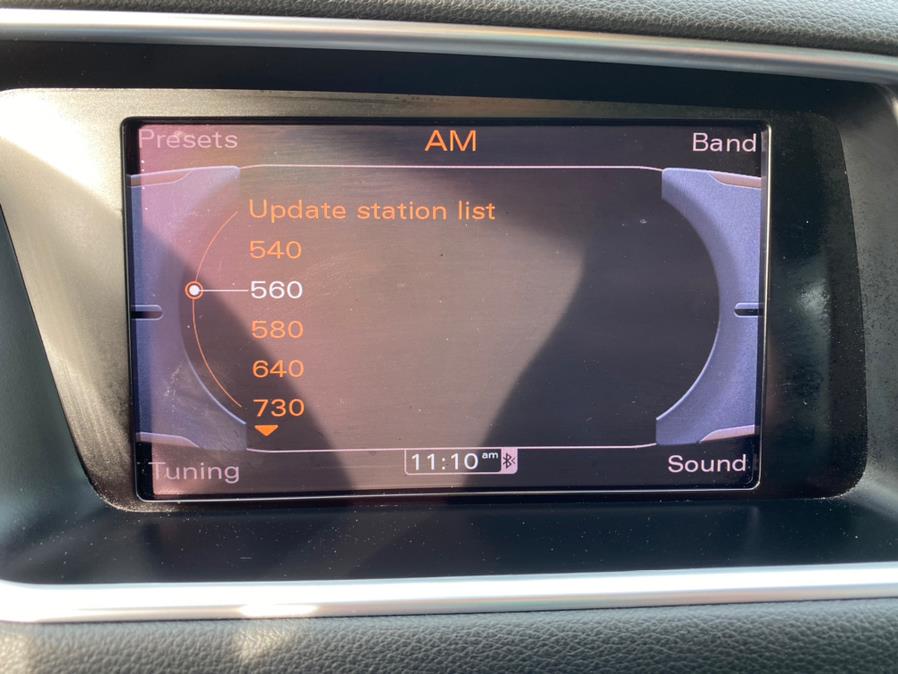 Presets AM Band
Update station list
540
560
580
640
730
Tuning 11:10 am Sound